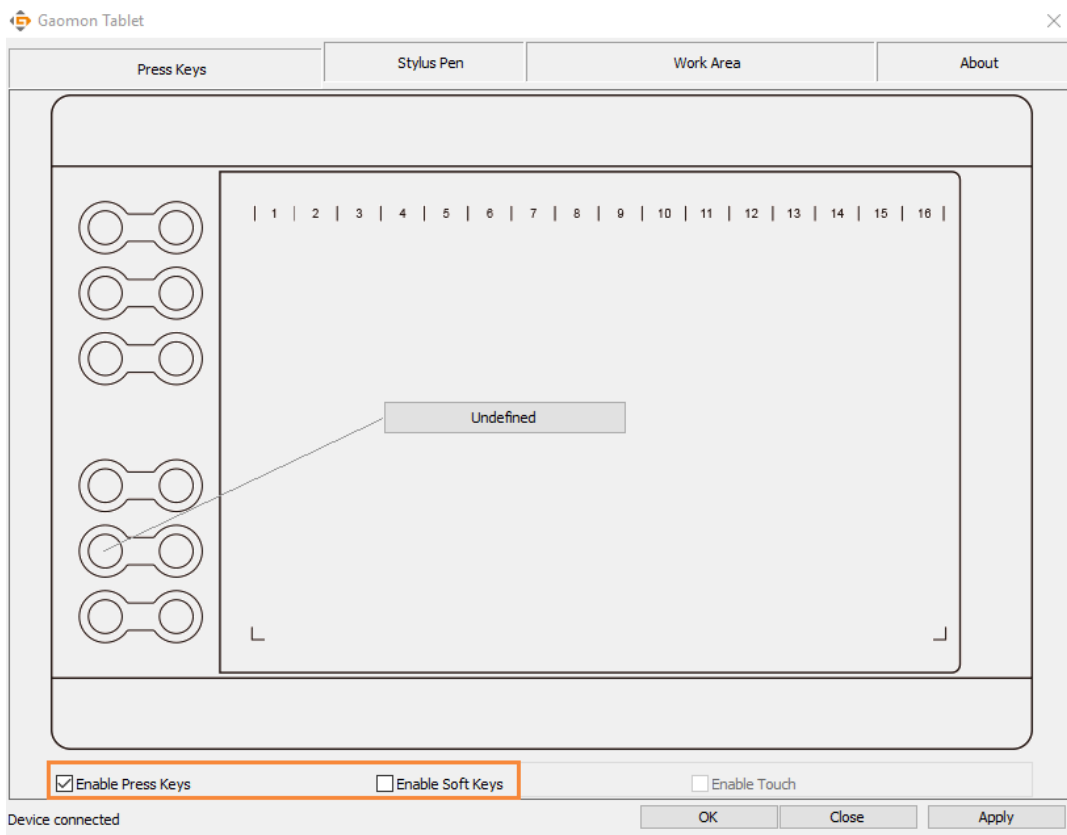 Gaomon Tablet
Press Keys Stylus Pen Work Area About
| 1 | 2 | 3 | 4 | 5 | 6 | 7 | 8 | 9 | 10 | 11 | 12 | 13 | 14 | 15 | 16 |
Undefined
Enable Press Keys Enable Soft Keys Enable Touch
Device connected OK Close Apply